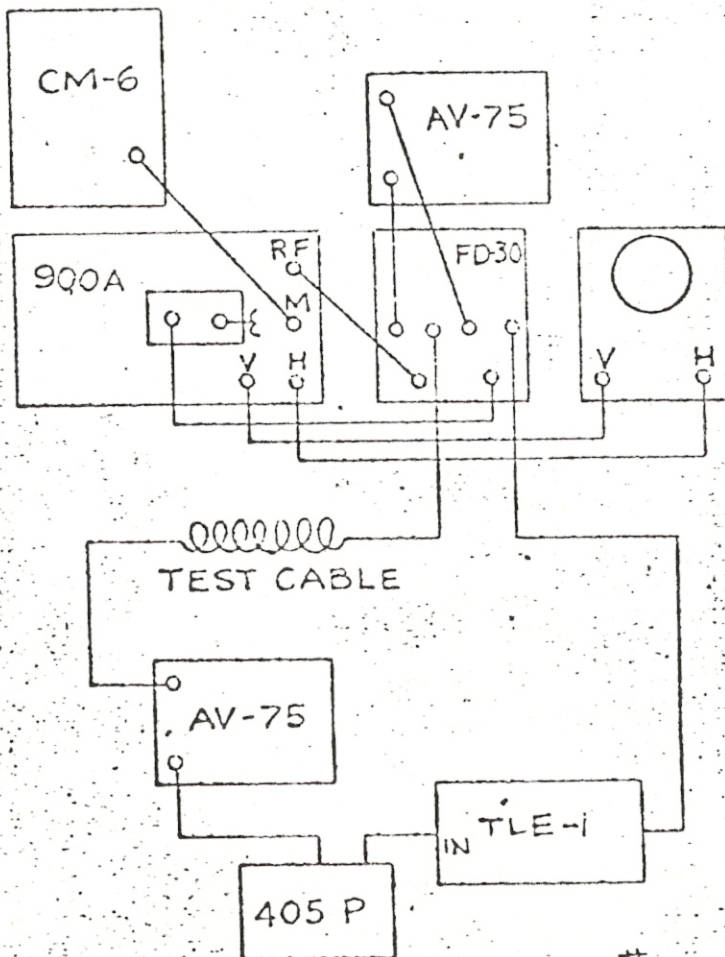 CM-6
AV-75
900A
RF
M
V
H
FD-30
V
H
TEST CABLE
AV-75
IN
TLE-1
405 P
#